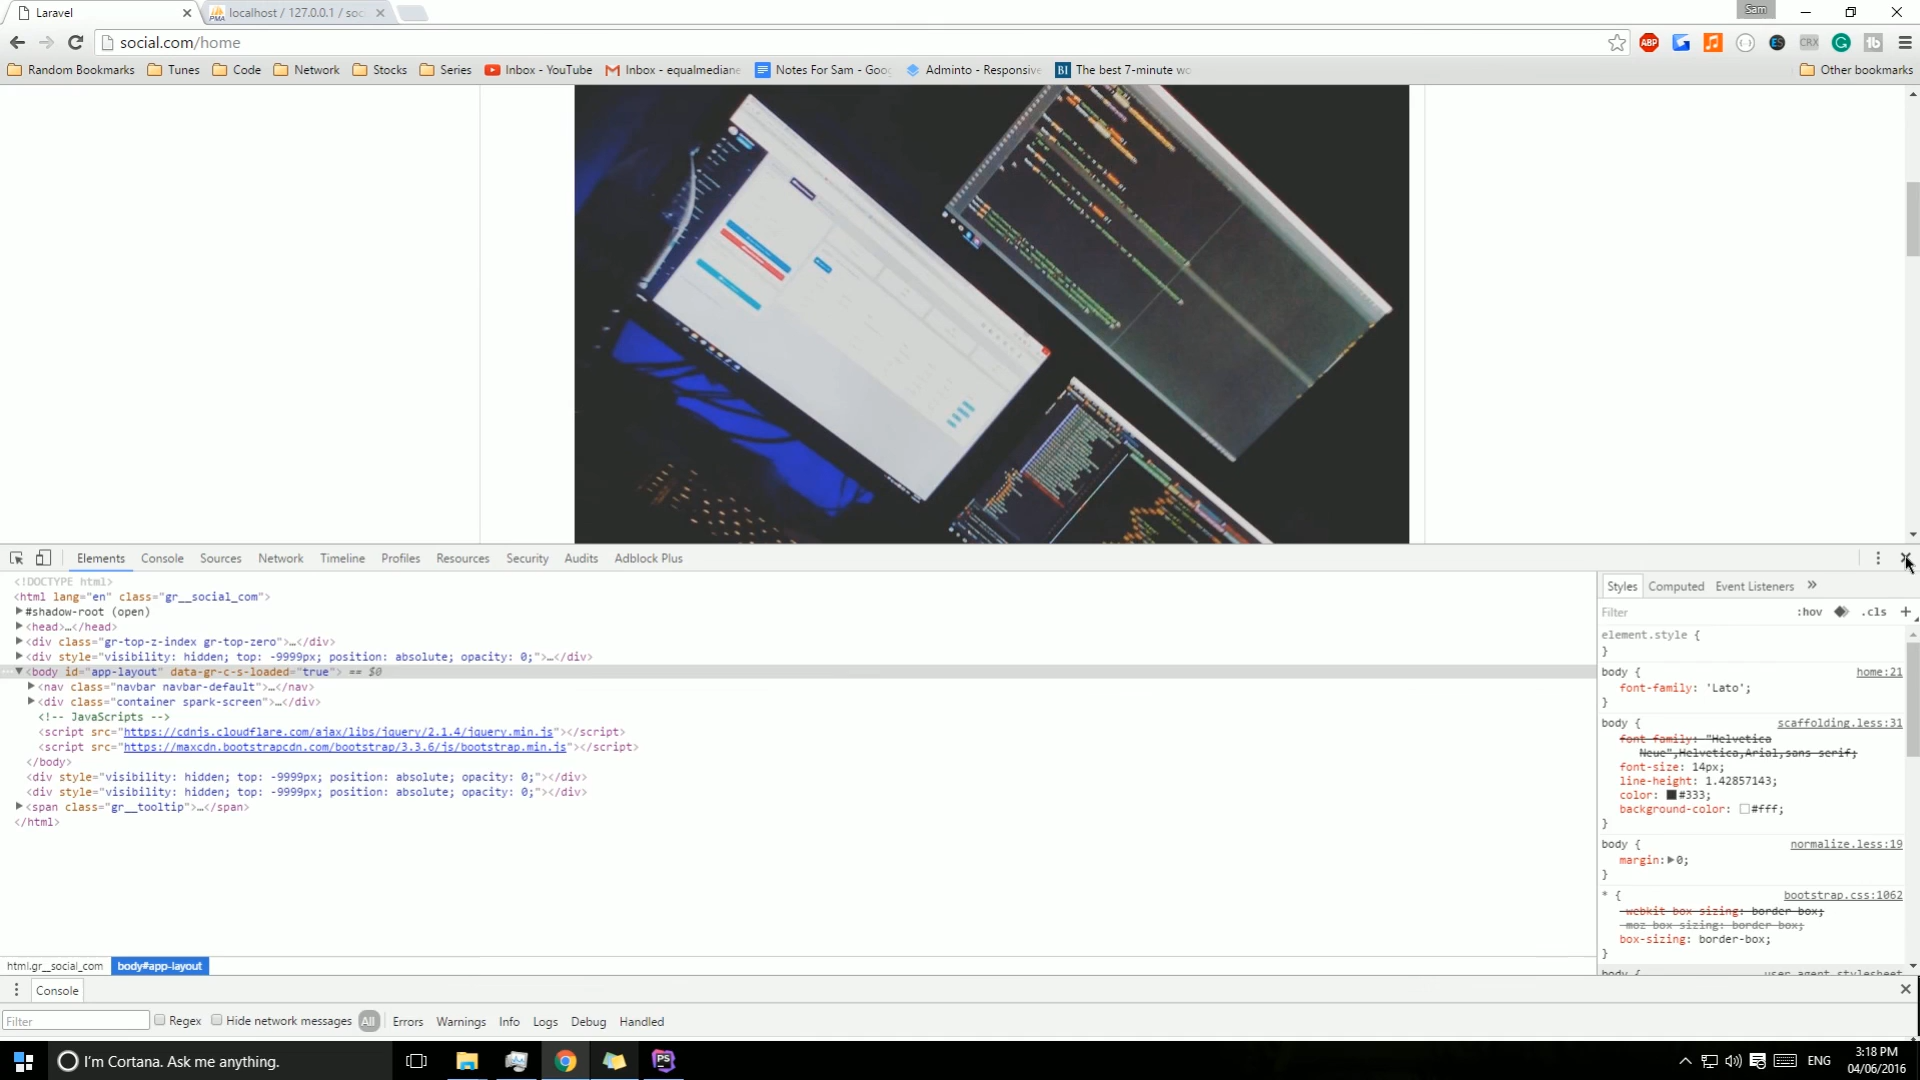 Laravel
localhost / 127.0.0.1 / soc
Sam
social.com/home
Random Bookmarks
Tunes
Code
Network
Stocks
Series
Inbox - YouTube
Inbox - equalmediane
Notes For Sam - Goo
Adminto - Responsive
The best 7-minute wo
Other bookmarks
Elements Console Sources Network Timeline Profiles Resources Security Audits Adblock Plus
<!DOCTYPE html>
<html lang="en" class="gr__social_com">
#shadow-root (open)
<head>…</head>
<div class="gr-top-z-index gr-top-zero">…</div>
<div style="visibility: hidden; top: -9999px; position: absolute; opacity: 0;">…</div>
<body id="app-layout" data-gr-c-s-loaded="true"> == $0
<nav class="navbar navbar-default">…</nav>
<div class="container spark-screen">…</div>
<!-- JavaScripts -->
<script src="https://cdnjs.cloudflare.com/ajax/libs/jquery/2.1.4/jquery.min.js"></script>
<script src="https://maxcdn.bootstrapcdn.com/bootstrap/3.3.6/js/bootstrap.min.js"></script>
</body>
<div style="visibility: hidden; top: -9999px; position: absolute; opacity: 0;"></div>
<div style="visibility: hidden; top: -9999px; position: absolute; opacity: 0;"></div>
<span class="gr__tooltip">…</span>
</html>
html.gr__social_com body#app-layout
Styles Computed Event Listeners »
Filter :hov .cls +
element.style {
}
body { home:21
font-family: 'Lato';
}
body { scaffolding.less:31
font-family: "Helvetica
Neue",Helvetica,Arial,sans-serif;
font-size: 14px;
line-height: 1.42857143;
color: #333;
background-color: #fff;
}
body { normalize.less:19
margin: 0;
}
* { bootstrap.css:1062
-webkit-box-sizing: border-box;
-moz-box-sizing: border-box;
box-sizing: border-box;
}
body { user agent stylesheet
Console
Filter Regex Hide network messages All Errors Warnings Info Logs Debug Handled
I'm Cortana. Ask me anything.
ENG
3:18 PM
04/06/2016